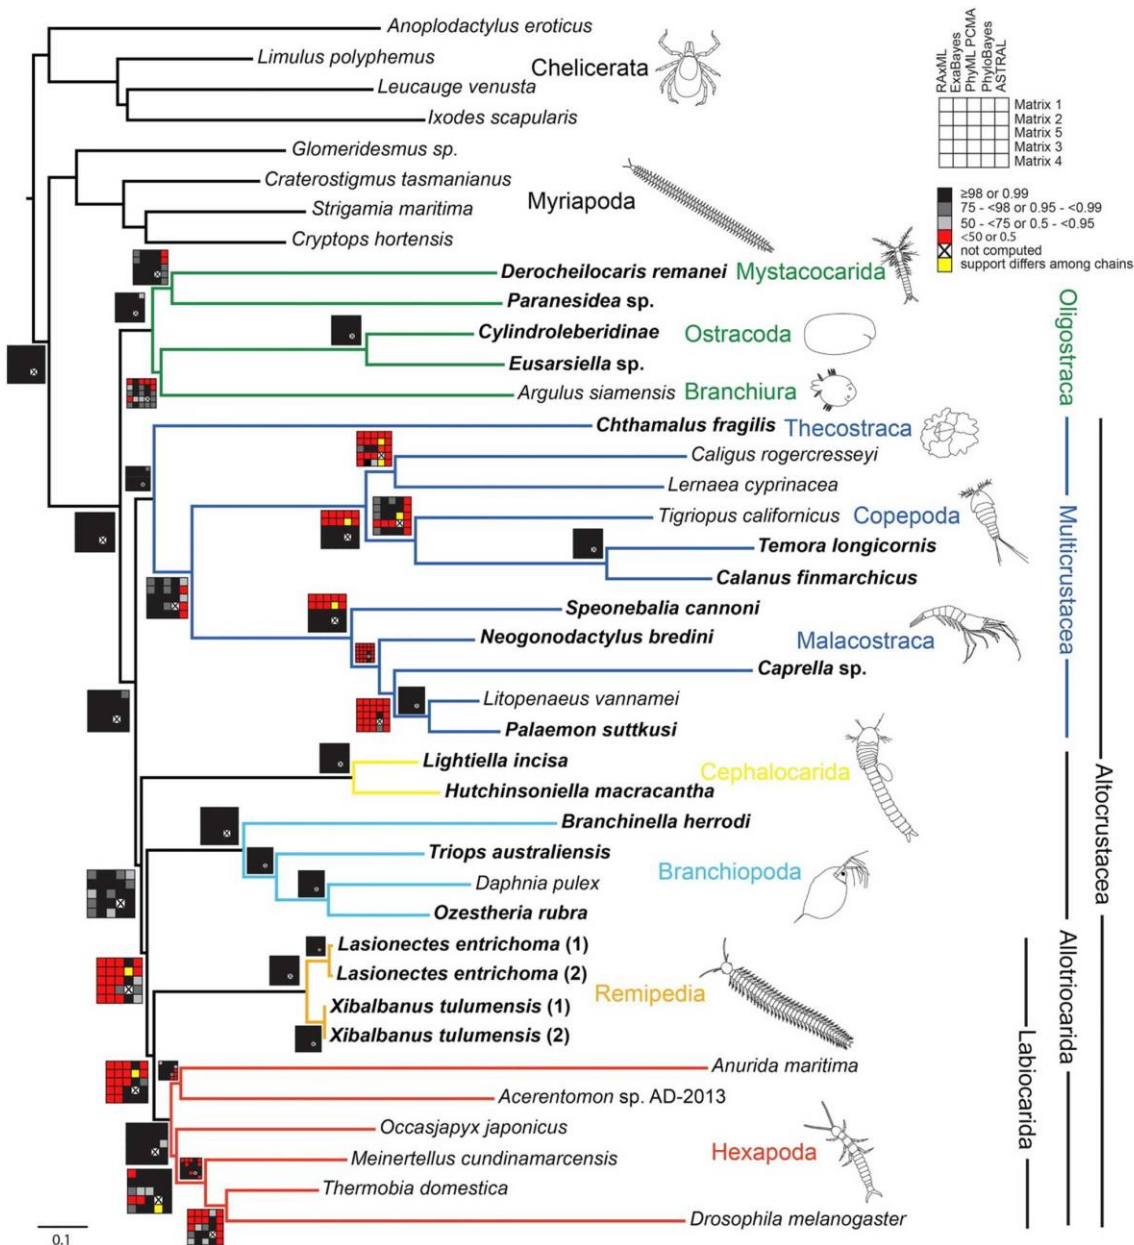 Anoplodactylus eroticus
Limulus polyphemus
Chelicerata
Leucauge venusta
Ixodes scapularis
RAxML
ExaBayes
PhyML PCMA
PhyloBayes
ASTRAL
Matrix 1
Matrix 2
Matrix 5
Matrix 3
Matrix 4
≥98 or 0.99
75 - <98 or 0.95 - <0.99
50 - <75 or 0.5 - <0.95
<50 or 0.5
not computed
support differs among chains
Glomeridesmus sp.
Craterostigmus tasmanianus
Myriapoda
Strigamia maritima
Cryptops hortensis
Derocheilocaris remanei Mystacocarida
Paranesidea sp.
Cylindroleberidinae Ostracoda
Eusarsiella sp.
Argulus siamensis Branchiura
Oligostraca
Chthamalus fragilis Thecostraca
Caligus rogercresseyi
Lernaea cyprinacea
Tigriopus californicus Copepoda
Temora longicornis
Calanus finmarchicus
Speonebalia cannoni
Neogonodactylus bredini Malacostraca
Caprella sp.
Litopenaeus vannamei
Palaemon suttkusi
Multicrustacea
Lightiella incisa
Cephalocarida
Hutchinsoniella macracantha
Branchinella herrodi
Triops australiensis
Branchiopoda
Daphnia pulex
Ozestheria rubra
Altocrustacea
Lasionectes entrichoma (1)
Lasionectes entrichoma (2)
Remipedia
Xibalbanus tulumensis (1)
Xibalbanus tulumensis (2)
Allotriocarida
Labiocarida
Anurida maritima
Acerentomon sp. AD-2013
Occasjapyx japonicus
Hexapoda
Meinertellus cundinamarcensis
Thermobia domestica
Drosophila melanogaster
0.1